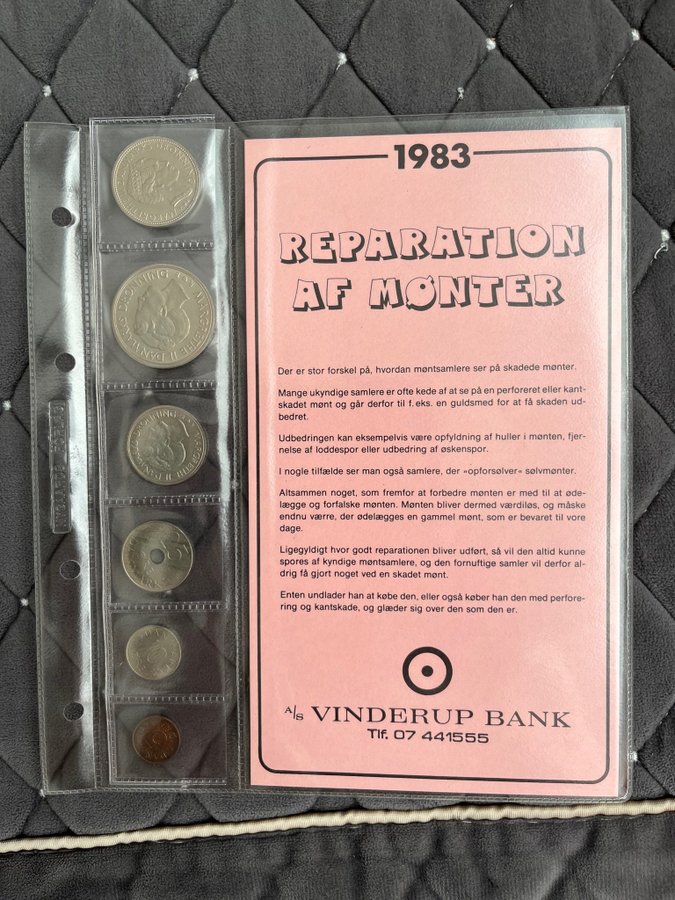 1983
REPARATION
AF MØNTER
Der er stor forskel på, hvordan møntsamlere ser på skadede mønter.
Mange ukyndige samlere er ofte kede af at se på en perforeret eller kant-
skadet mønt og går derfor til f.eks. en guldsmed for at få skaden ud-
bedret.
Udbedringen kan eksempelvis være opfyldning af huller i mønten, fjer-
nelse af loddespor eller udbedring af øskenspor.
I nogle tilfælde ser man også samlere, der »opforsølver« sølvmønter.
Altsammen noget, som fremfor at forbedre mønten er med til at øde-
lægge og forfalske mønten. Mønten bliver dermed værdiløs, og måske
endnu værre, der ødelægges en gammel mønt, som er bevaret til vore
dage.
Ligegyldigt hvor godt reparationen bliver udført, så vil den altid kunne
spores af kyndige møntsamlere, og den fornuftige samler vil derfor al-
drig få gjort noget ved en skadet mønt.
Enten undlader han at købe den, eller også køber han den med perfore-
ring og kantskade, og glæder sig over den som den er.
A/S VINDERUP BANK
Tlf. 07 441555
DRONNING MARGRETHE II DANMARKS
25
10